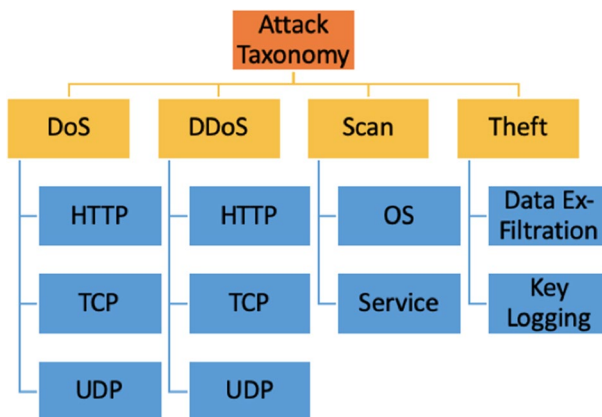 Attack
Taxonomy
DoS
DDoS
Scan
Theft
HTTP
HTTP
OS
Data Ex-
Filtration
TCP
TCP
Service
Key
Logging
UDP
UDP